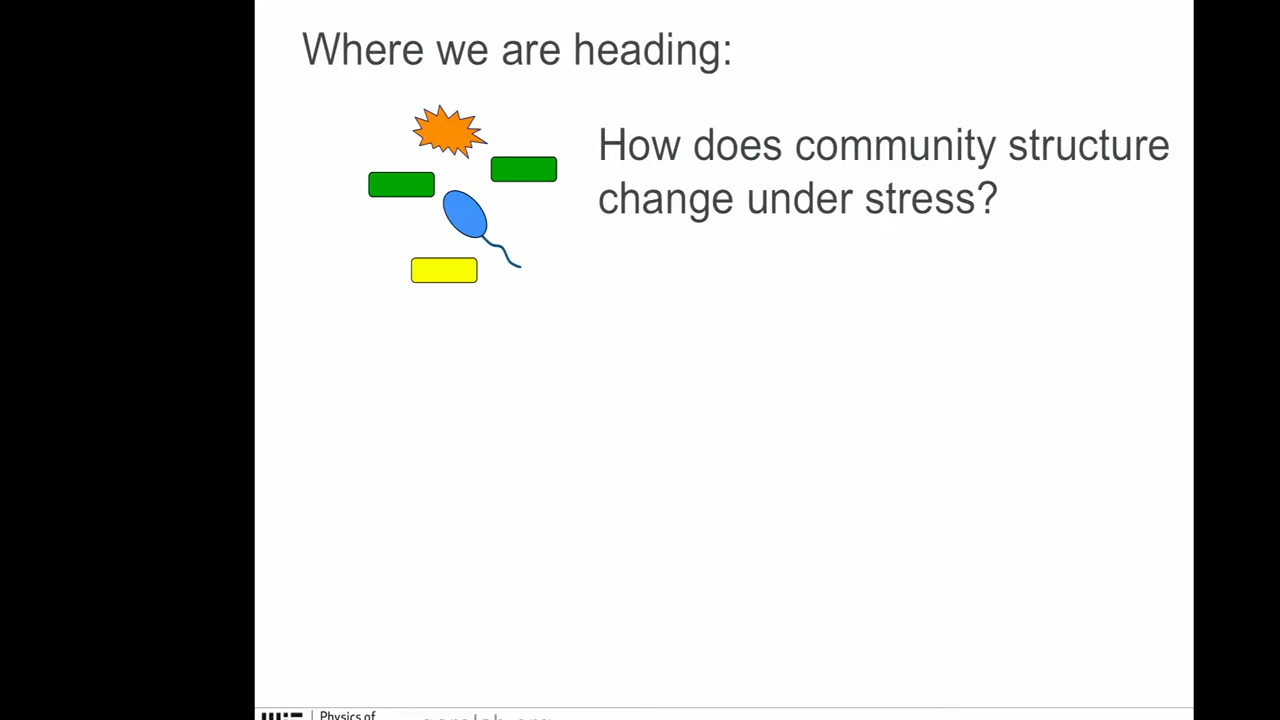 Where we are heading:
How does community structure
change under stress?
Physics of